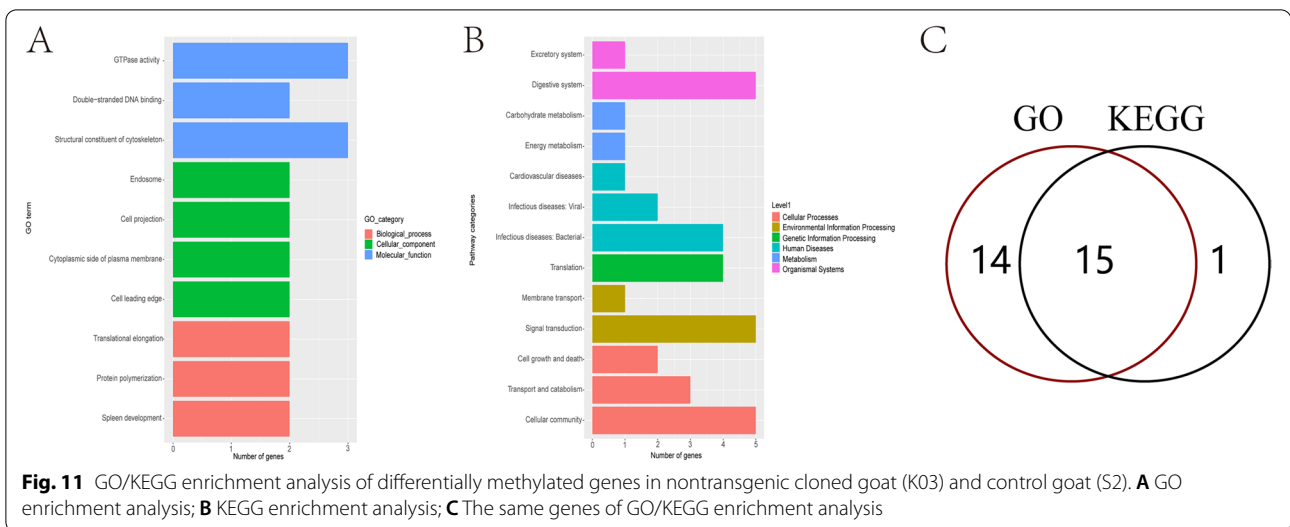 A
GO term
GTPase activity
Double-stranded DNA binding
Structural constituent of cytoskeleton
Endosome
Cell projection
Cytoplasmic side of plasma membrane
Cell leading edge
Translational elongation
Protein polymerization
Spleen development
0 1 2 3
Number of genes
GO_category
Biological_process
Cellular_component
Molecular_function
B
Pathway categories
Excretory system
Digestive system
Carbohydrate metabolism
Energy metabolism
Cardiovascular diseases
Infectious diseases: Viral
Infectious diseases: Bacterial
Translation
Membrane transport
Signal transduction
Cell growth and death
Transport and catabolism
Cellular community
0 1 2 3 4 5
Number of genes
Level1
Cellular Processes
Environmental Information Processing
Genetic Information Processing
Human Diseases
Metabolism
Organismal Systems
C
GO KEGG
14 15 1
Fig. 11 GO/KEGG enrichment analysis of differentially methylated genes in nontransgenic cloned goat (K03) and control goat (S2). A GO
enrichment analysis; B KEGG enrichment analysis; C The same genes of GO/KEGG enrichment analysis